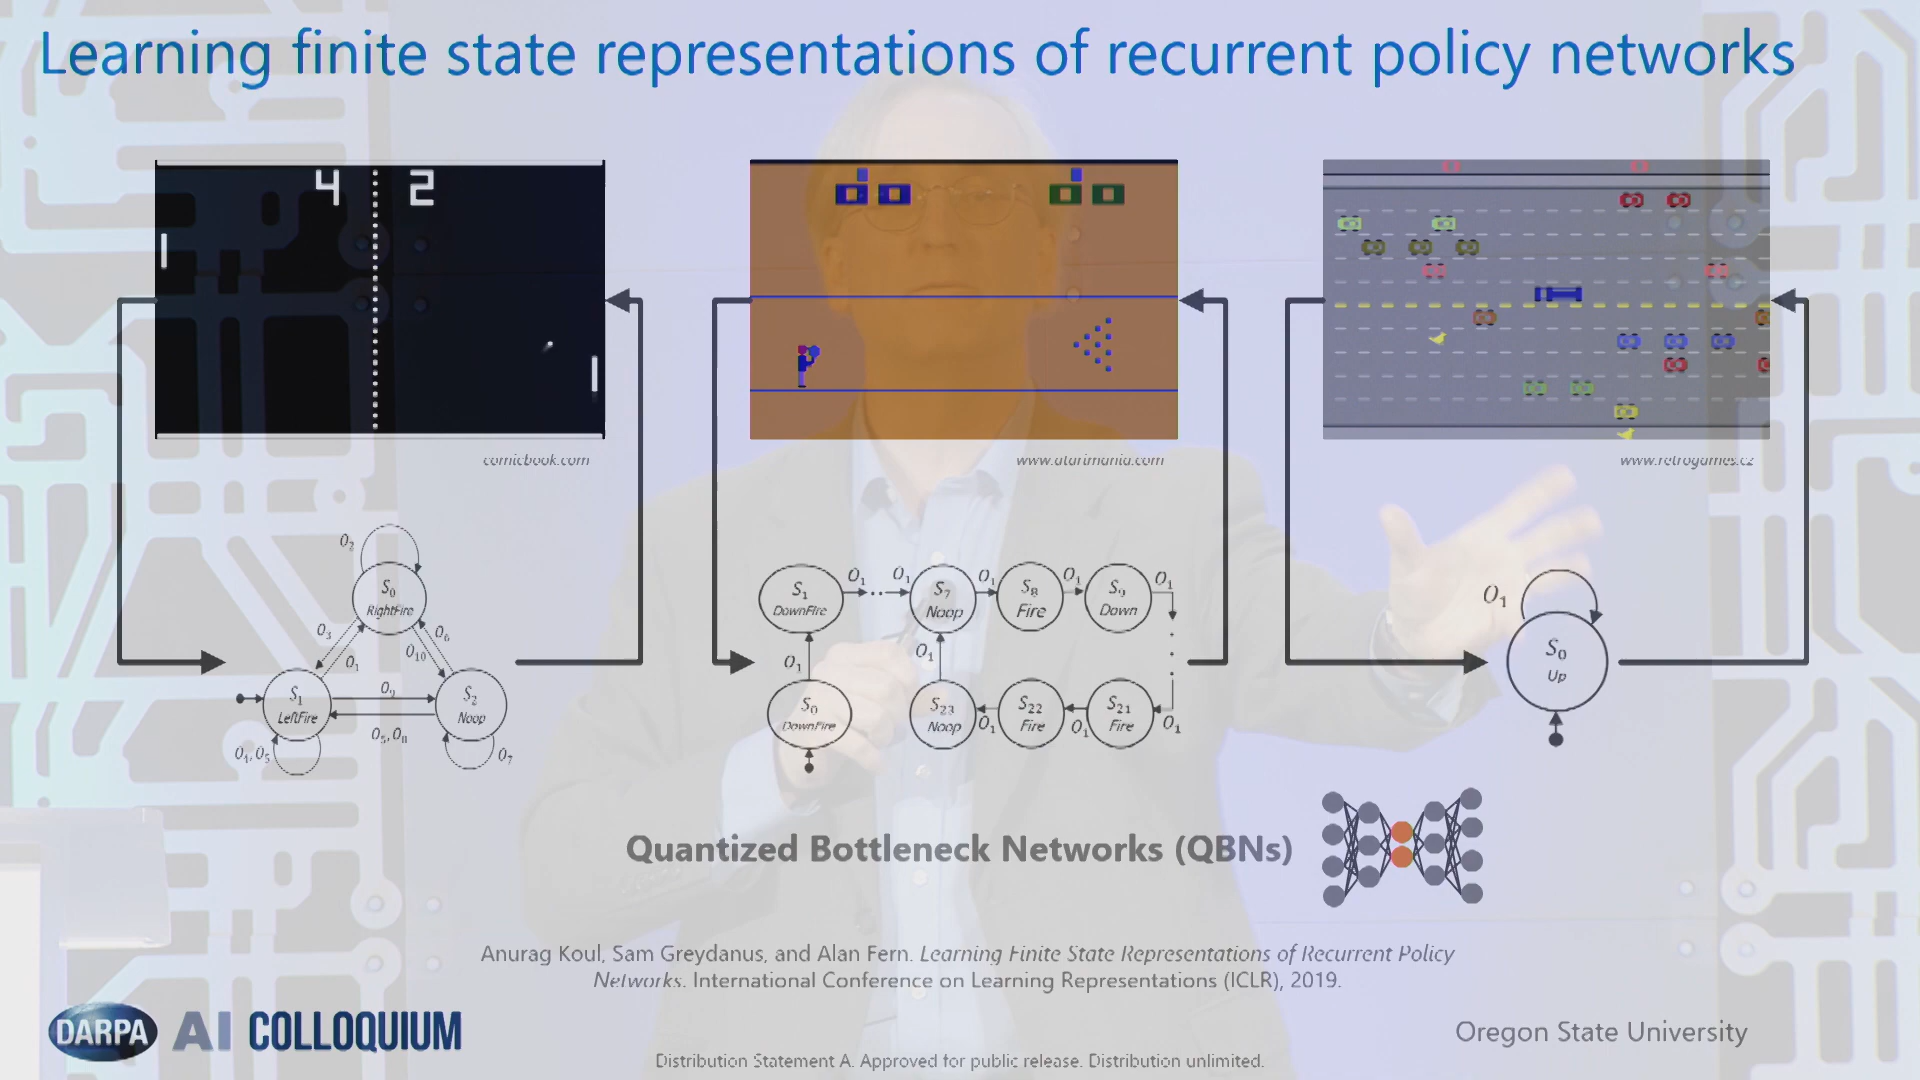 Learning finite state representations of recurrent policy networks
4 2
comicbook.com
www.atarimania.com
www.retrogames.cz
O2
S0
RightFire
O3
O1
O6
O10
S1
LeftFire
O9
S2
Noop
O5,O8
O4,O5
O7
S1
DownFire
O1
O1
S7
Noop
O1
S8
Fire
O1
S9
Down
O1
O1
O1
S0
DownFire
S23
Noop
O1
S22
Fire
O1
S21
Fire
O1
O1
S0
Up
Quantized Bottleneck Networks (QBNs)
Anurag Koul, Sam Greydanus, and Alan Fern. Learning Finite State Representations of Recurrent Policy
Networks. International Conference on Learning Representations (ICLR), 2019.
DARPA AI COLLOQUIUM
Oregon State University
Distribution Statement A. Approved for public release. Distribution unlimited.